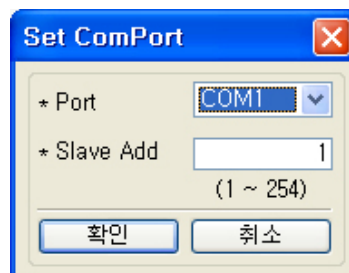 Set ComPort
* Port COM1
* Slave Add 1
(1 ~ 254)
확인 취소